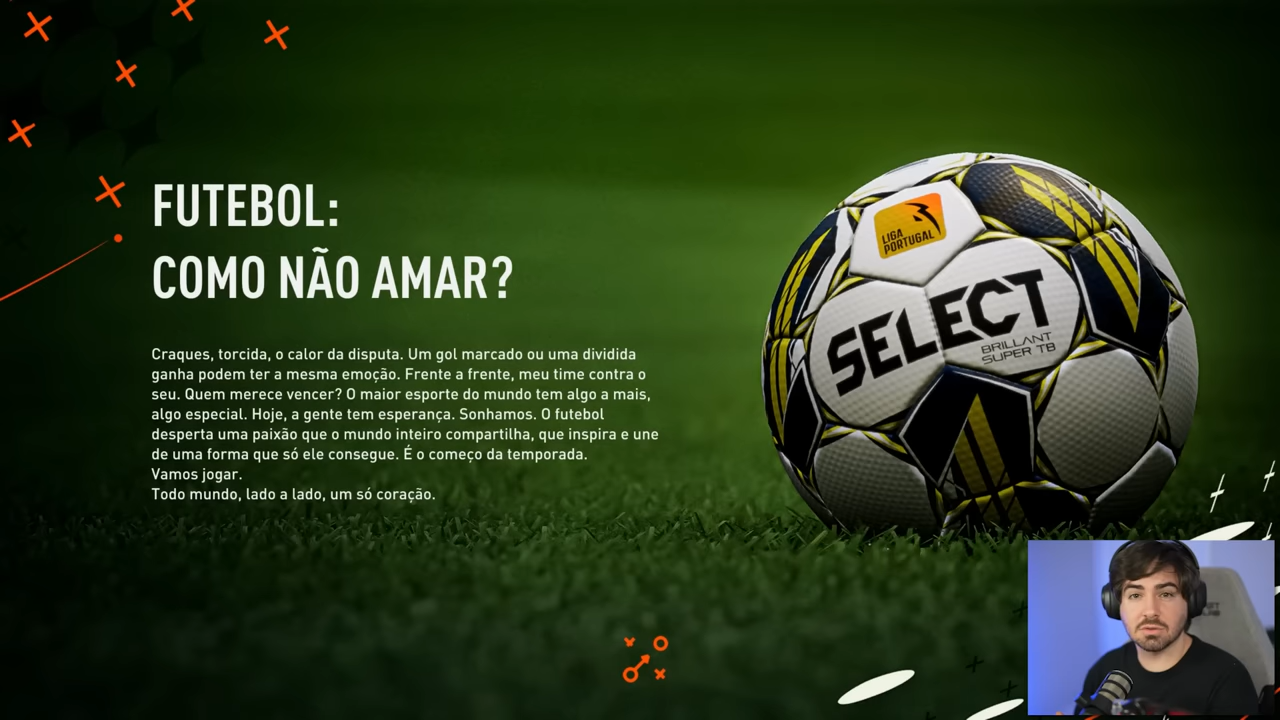 FUTEBOL:
COMO NÃO AMAR?
Craques, torcida, o calor da disputa. Um gol marcado ou uma dividida
ganha podem ter a mesma emoção. Frente a frente, meu time contra o
seu. Quem merece vencer? O maior esporte do mundo tem algo a mais,
algo especial. Hoje, a gente tem esperança. Sonhamos. O futebol
desperta uma paixão que o mundo inteiro compartilha, que inspira e une
de uma forma que só ele consegue. É o começo da temporada.
Vamos jogar.
Todo mundo, lado a lado, um só coração.
LIGA
PORTUGAL
SELECT
BRILLANT
SUPER TB